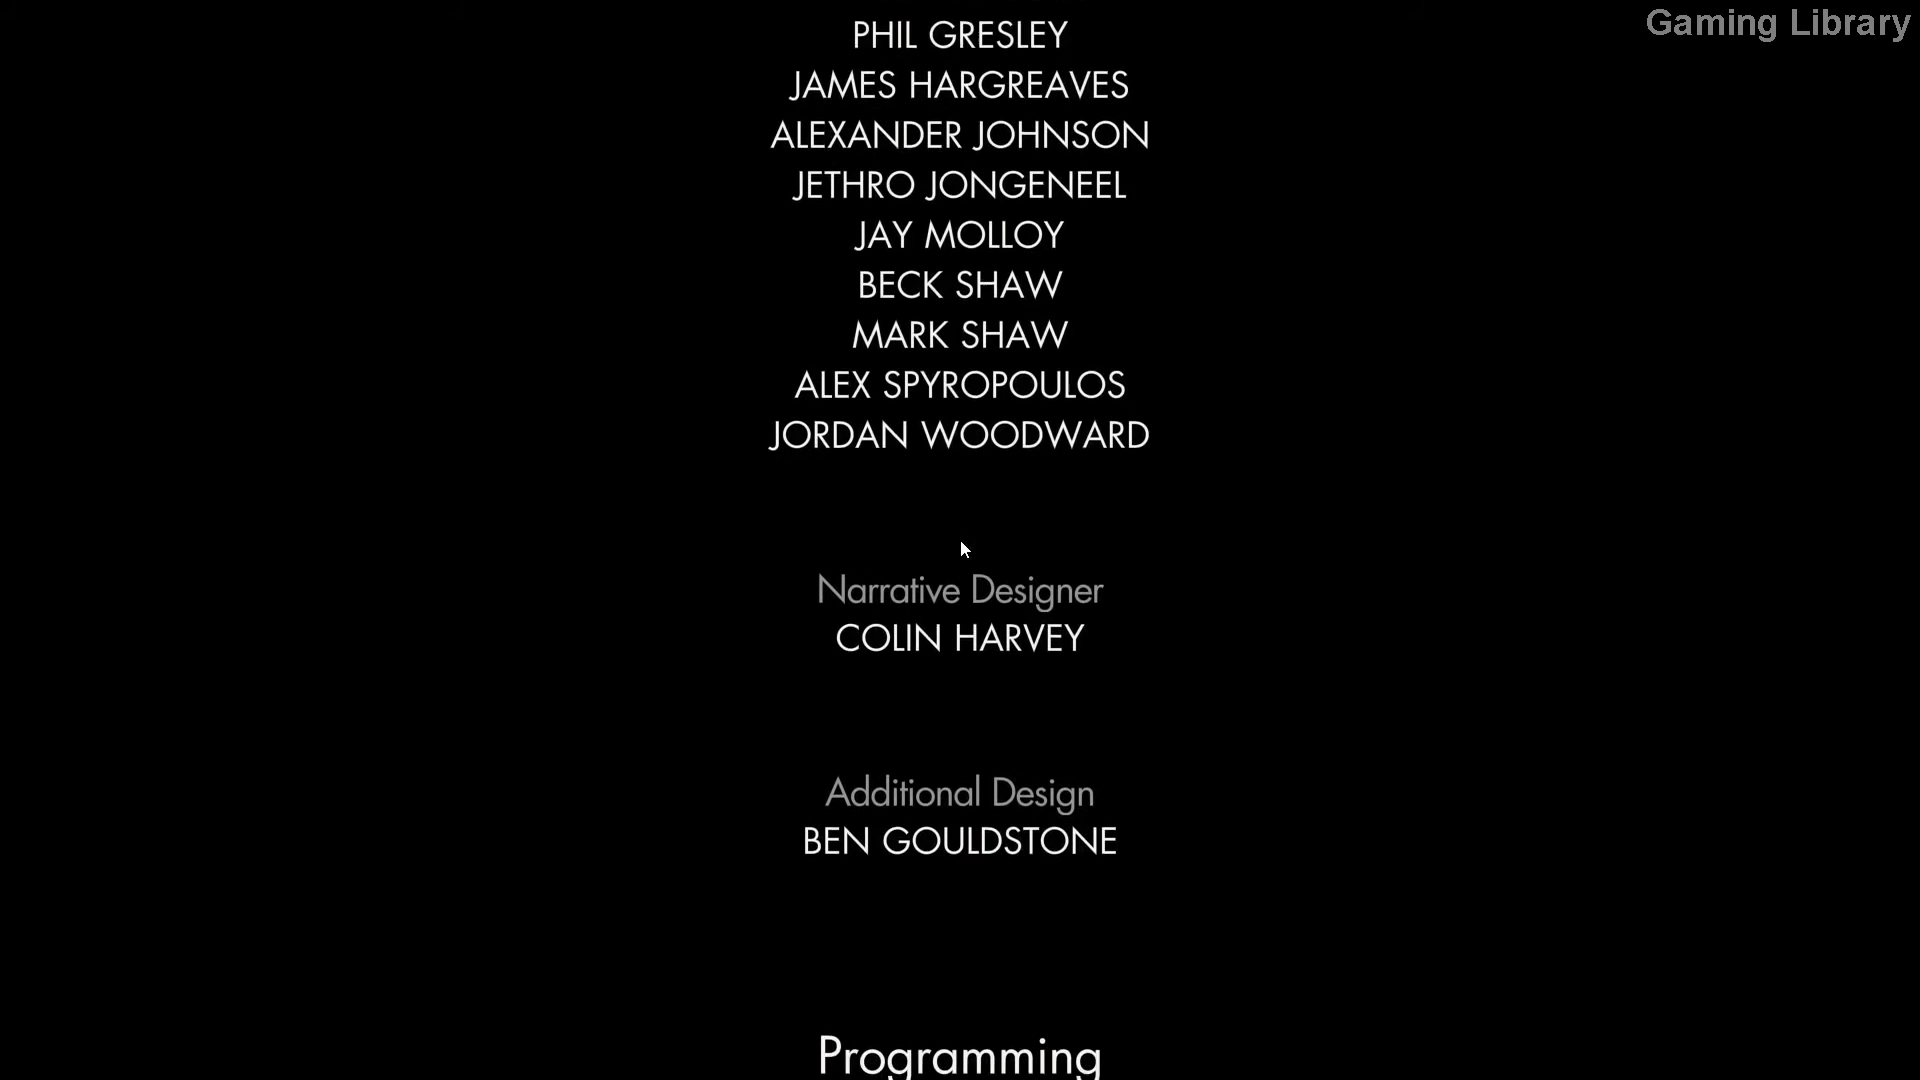 Gaming Library
PHIL GRESLEY
JAMES HARGREAVES
ALEXANDER JOHNSON
JETHRO JONGENEEL
JAY MOLLOY
BECK SHAW
MARK SHAW
ALEX SPYROPOULOS
JORDAN WOODWARD
Narrative Designer
COLIN HARVEY
Additional Design
BEN GOULDSTONE
Programming